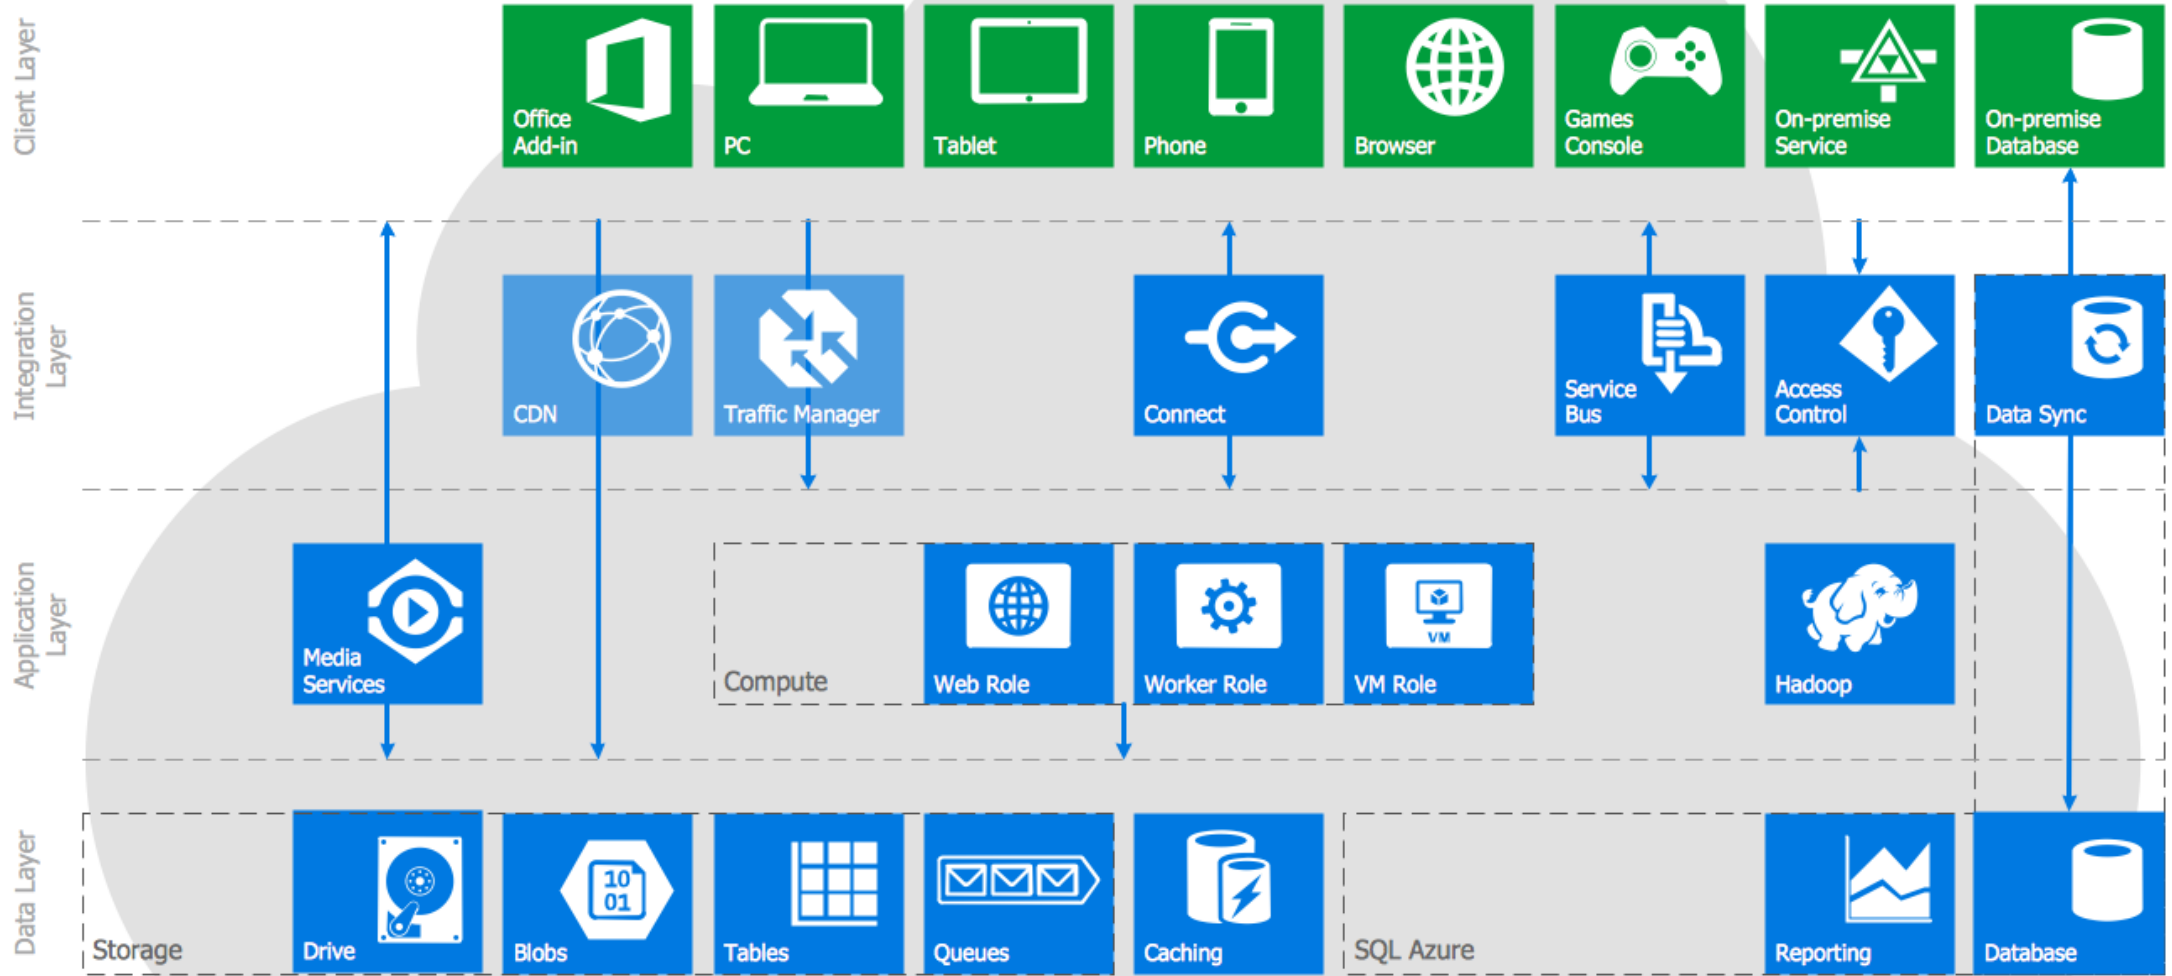 Client Layer
Office
Add-in
PC
Tablet
Phone
Browser
Games
Console
On-premise
Service
On-premise
Database
Integration
Layer
CDN
Traffic Manager
Connect
Service
Bus
Access
Control
Data Sync
Application
Layer
Media
Services
Compute
Web Role
Worker Role
VM
VM Role
Hadoop
Data Layer
Storage
Drive
10
01
Blobs
Tables
Queues
Caching
SQL Azure
Reporting
Database